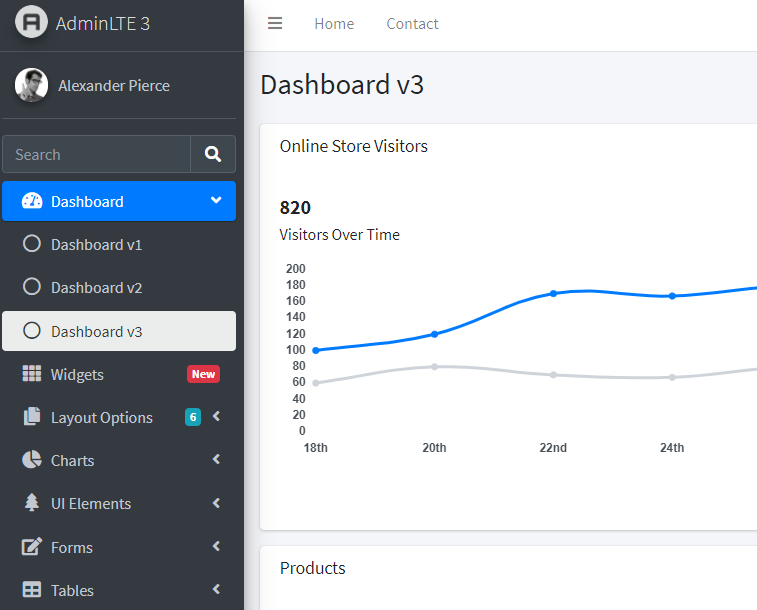 AdminLTE 3
Alexander Pierce
Search
Dashboard
Dashboard v1
Dashboard v2
Dashboard v3
Widgets New
Layout Options 6
Charts
UI Elements
Forms
Tables
Home Contact
Dashboard v3
Online Store Visitors
820
Visitors Over Time
200
180
160
140
120
100
80
60
40
20
0
18th 20th 22nd 24th
Products